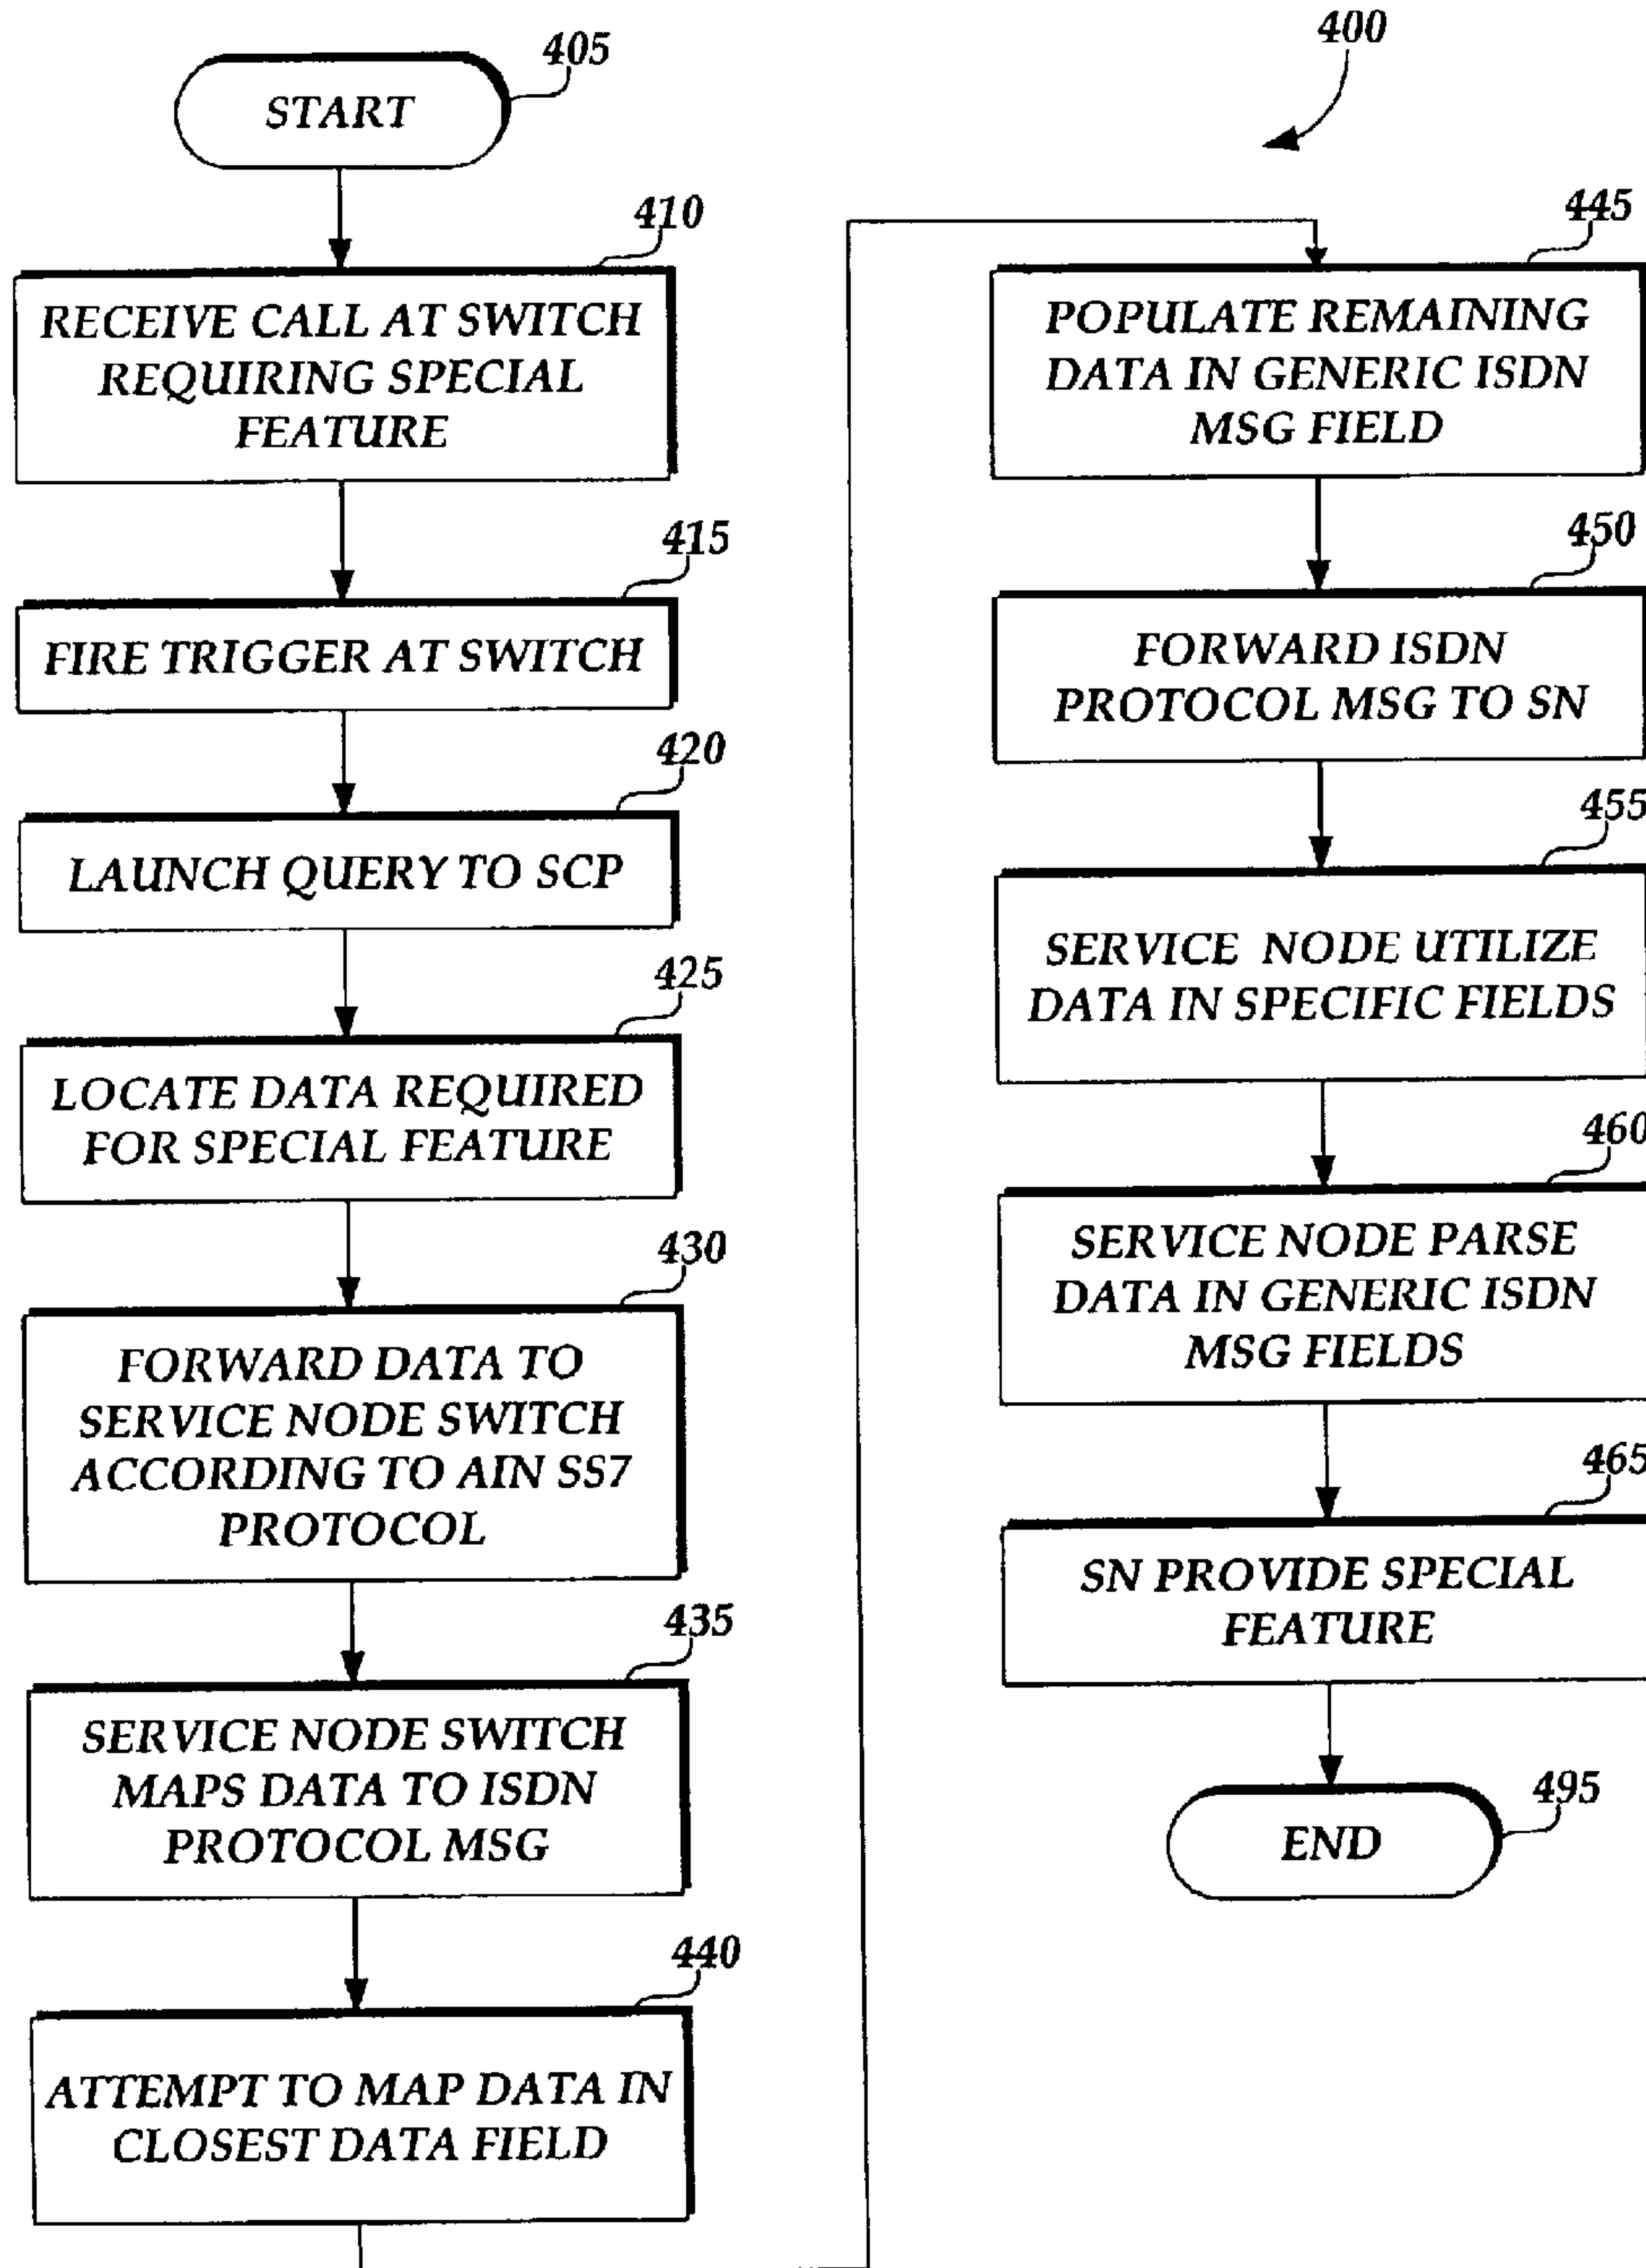 400
405
START
410
RECEIVE CALL AT SWITCH
REQUIRING SPECIAL
FEATURE
415
FIRE TRIGGER AT SWITCH
420
LAUNCH QUERY TO SCP
425
LOCATE DATA REQUIRED
FOR SPECIAL FEATURE
430
FORWARD DATA TO
SERVICE NODE SWITCH
ACCORDING TO AIN SS7
PROTOCOL
435
SERVICE NODE SWITCH
MAPS DATA TO ISDN
PROTOCOL MSG
440
ATTEMPT TO MAP DATA IN
CLOSEST DATA FIELD
445
POPULATE REMAINING
DATA IN GENERIC ISDN
MSG FIELD
450
FORWARD ISDN
PROTOCOL MSG TO SN
455
SERVICE NODE UTILIZE
DATA IN SPECIFIC FIELDS
460
SERVICE NODE PARSE
DATA IN GENERIC ISDN
MSG FIELDS
465
SN PROVIDE SPECIAL
FEATURE
495
END